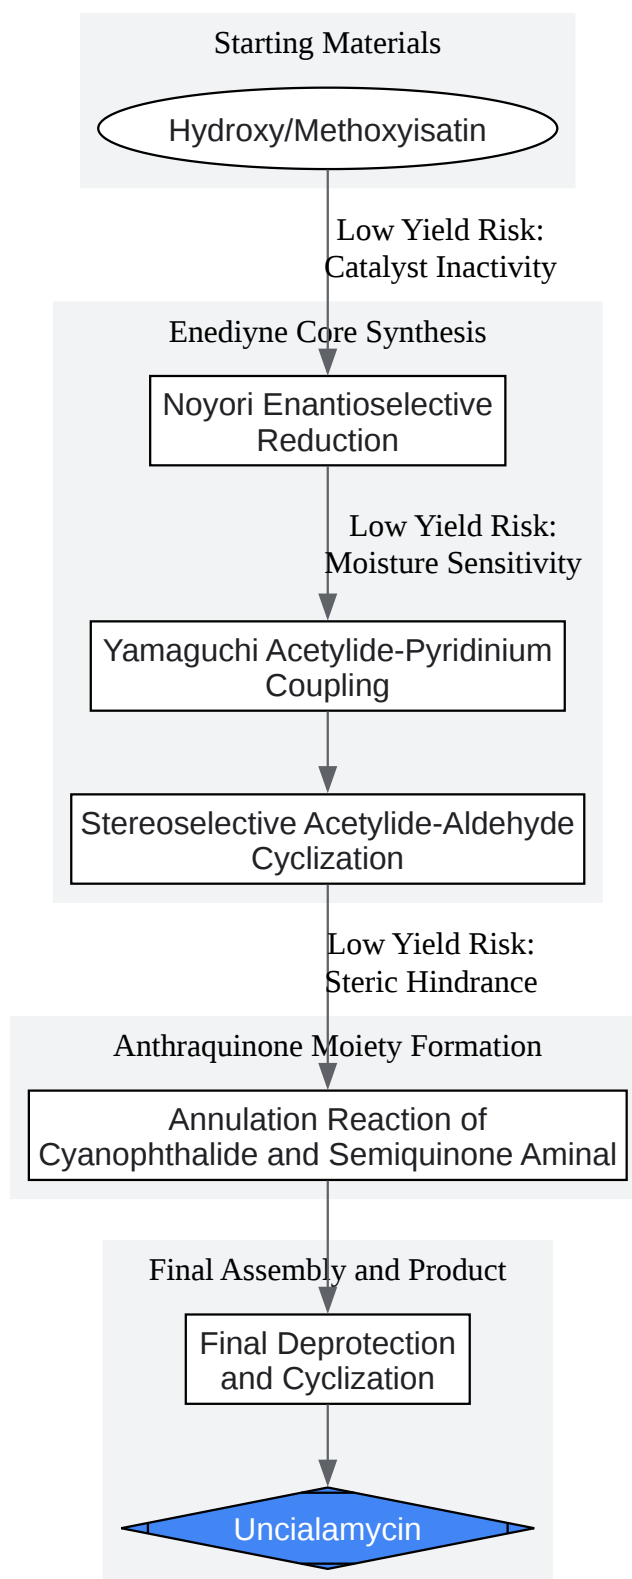 Starting Materials
Hydroxy/Methoxyisatin
Low Yield Risk:
Catalyst Inactivity
Enediyne Core Synthesis
Noyori Enantioselective
Reduction
Low Yield Risk:
Moisture Sensitivity
Yamaguchi Acetylide-Pyridinium
Coupling
Stereoselective Acetylide-Aldehyde
Cyclization
Low Yield Risk:
Steric Hindrance
Anthraquinone Moiety Formation
Annulation Reaction of
Cyanophthalide and Semiquinone Aminal
Final Assembly and Product
Final Deprotection
and Cyclization
Uncialamycin